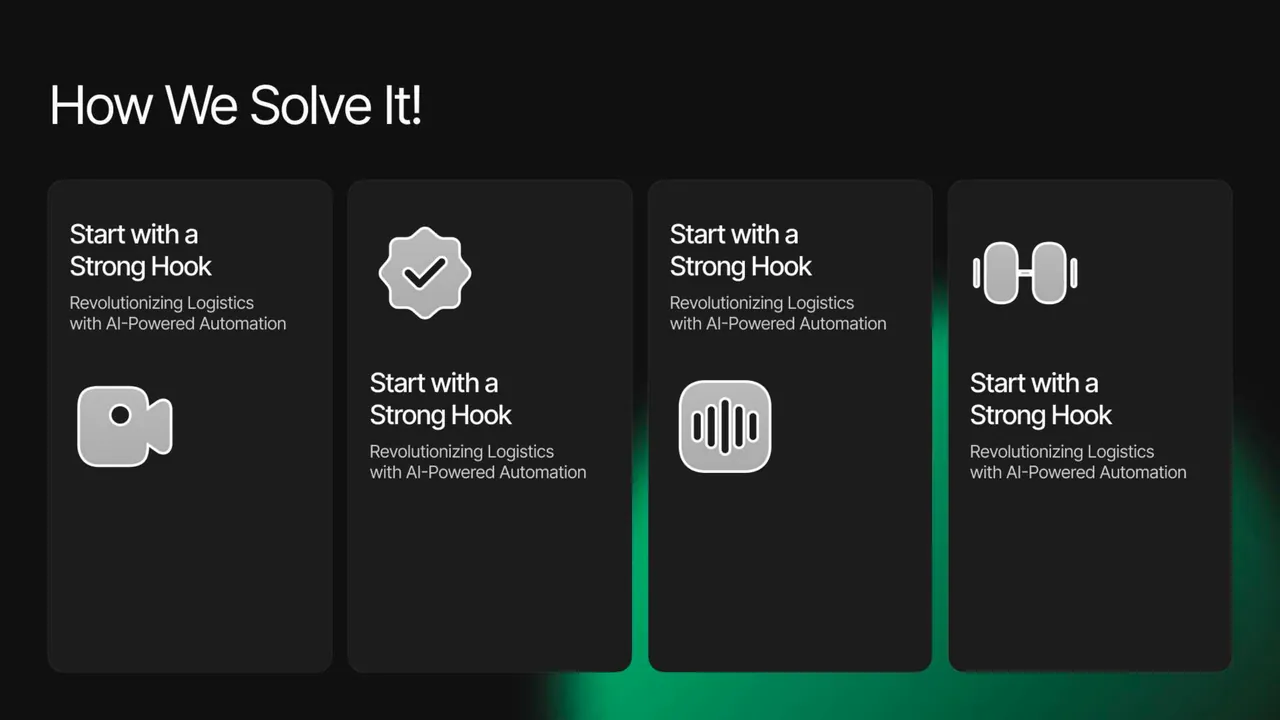 How We Solve It!
Start with a
Strong Hook
Revolutionizing Logistics
with AI-Powered Automation
Start with a
Strong Hook
Revolutionizing Logistics
with AI-Powered Automation
Start with a
Strong Hook
Revolutionizing Logistics
with AI-Powered Automation
Start with a
Strong Hook
Revolutionizing Logistics
with AI-Powered Automation